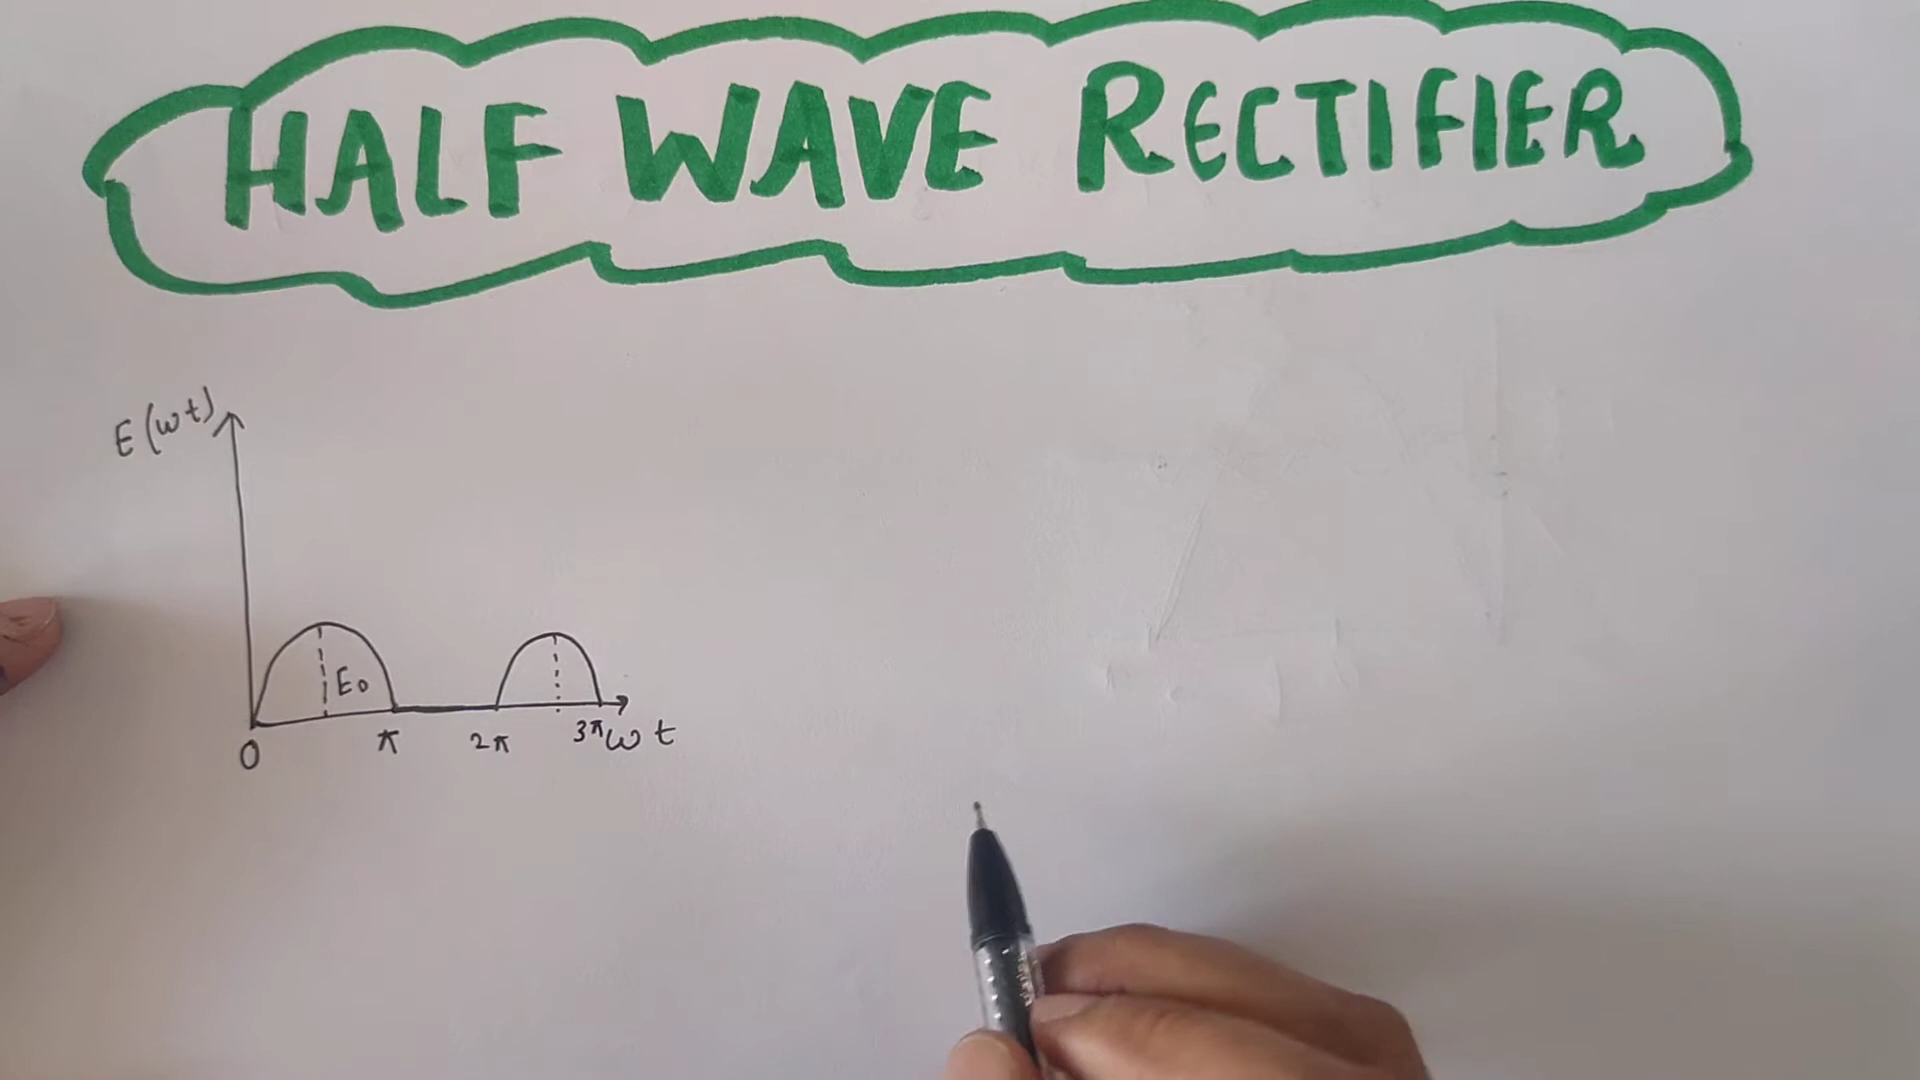 HALF WAVE RECTIFIER
E(ωt)
E₀
0 π 2π 3π ωt